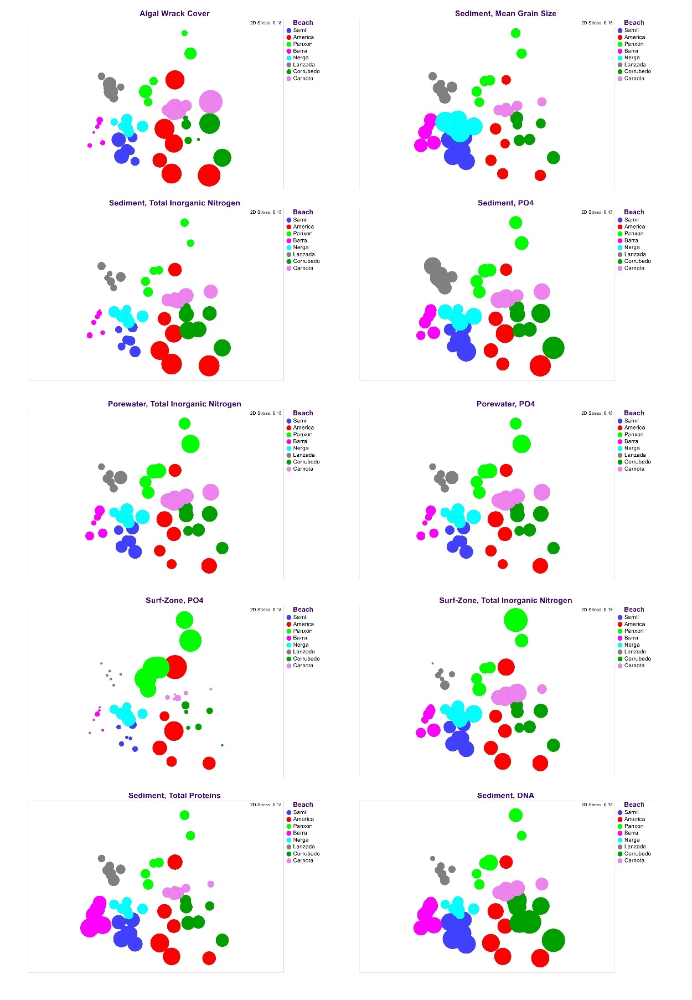 Algal Wrack Cover
2D Stress: 0.18
Beach
Samil
America
Panxon
Barra
Nerga
Lanzada
Corrubedo
Carnota
Sediment, Mean Grain Size
2D Stress: 0.18
Beach
Samil
America
Panxon
Barra
Nerga
Lanzada
Corrubedo
Carnota
Sediment, Total Inorganic Nitrogen
2D Stress: 0.18
Beach
Samil
America
Panxon
Barra
Nerga
Lanzada
Corrubedo
Carnota
Sediment, PO4
2D Stress: 0.18
Beach
Samil
America
Panxon
Barra
Nerga
Lanzada
Corrubedo
Carnota
Porewater, Total Inorganic Nitrogen
2D Stress: 0.18
Beach
Samil
America
Panxon
Barra
Nerga
Lanzada
Corrubedo
Carnota
Porewater, PO4
2D Stress: 0.18
Beach
Samil
America
Panxon
Barra
Nerga
Lanzada
Corrubedo
Carnota
Surf-Zone, PO4
2D Stress: 0.18
Beach
Samil
America
Panxon
Barra
Nerga
Lanzada
Corrubedo
Carnota
Surf-Zone, Total Inorganic Nitrogen
2D Stress: 0.18
Beach
Samil
America
Panxon
Barra
Nerga
Lanzada
Corrubedo
Carnota
Sediment, Total Proteins
2D Stress: 0.18
Beach
Samil
America
Panxon
Barra
Nerga
Lanzada
Corrubedo
Carnota
Sediment, DNA
2D Stress: 0.18
Beach
Samil
America
Panxon
Barra
Nerga
Lanzada
Corrubedo
Carnota